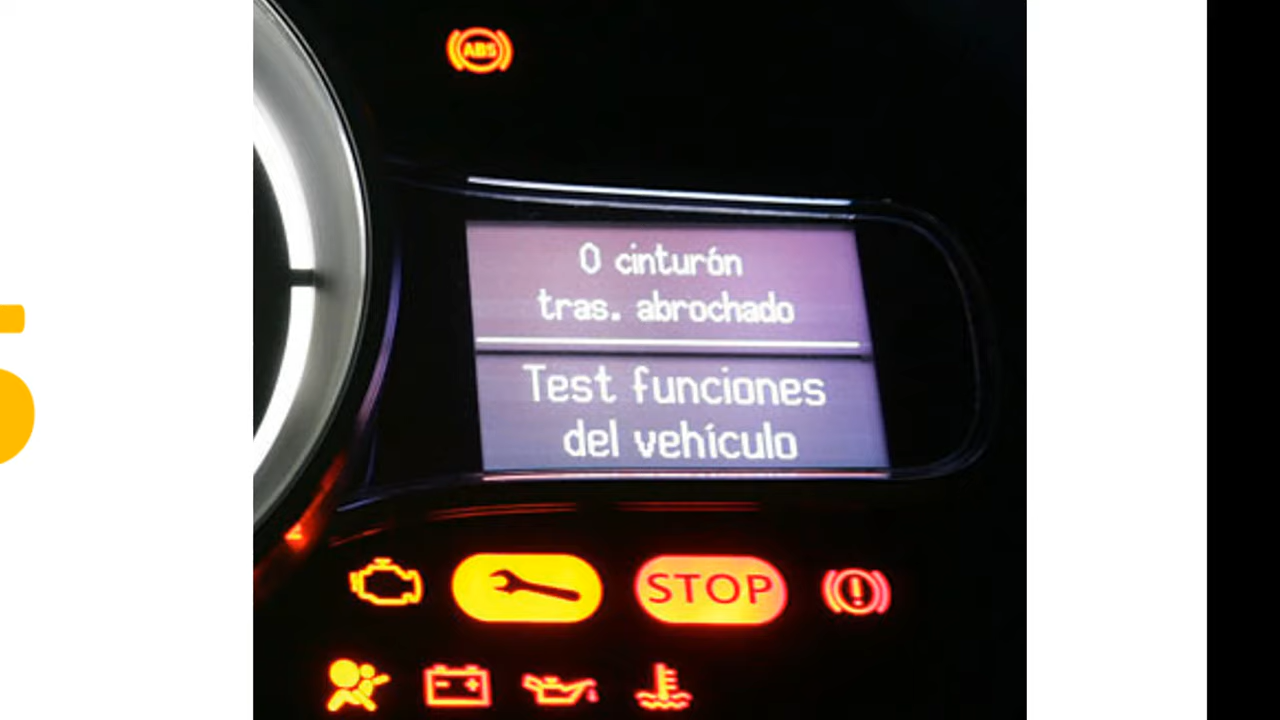 ABS
0 cinturón
tras. abrochado
Test funciones
del vehículo
STOP